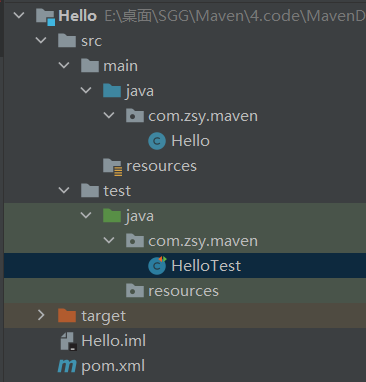 Hello E:\桌面\SGG\Maven\4.code\MavenD
src
main
java
com.zsy.maven
Hello
resources
test
java
com.zsy.maven
HelloTest
resources
target
Hello.iml
pom.xml